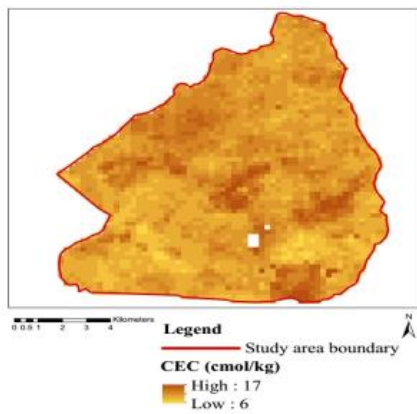 Kilometers
0 0.5 1 2 3 4
N
Legend
Study area boundary
CEC (cmol/kg)
High : 17
Low : 6